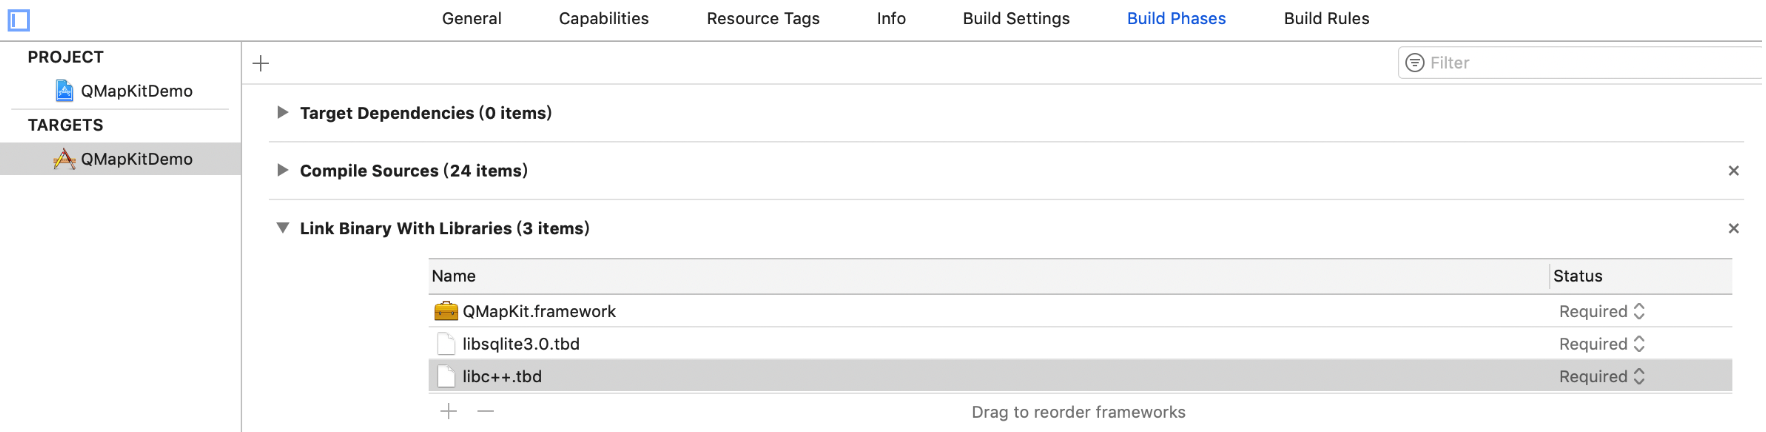 General Capabilities Resource Tags Info Build Settings Build Phases Build Rules
PROJECT
QMapKitDemo
TARGETS
QMapKitDemo
Filter
Target Dependencies (0 items)
Compile Sources (24 items)
Link Binary With Libraries (3 items)
Name Status
QMapKit.framework Required
libsqlite3.0.tbd Required
libc++.tbd Required
Drag to reorder frameworks